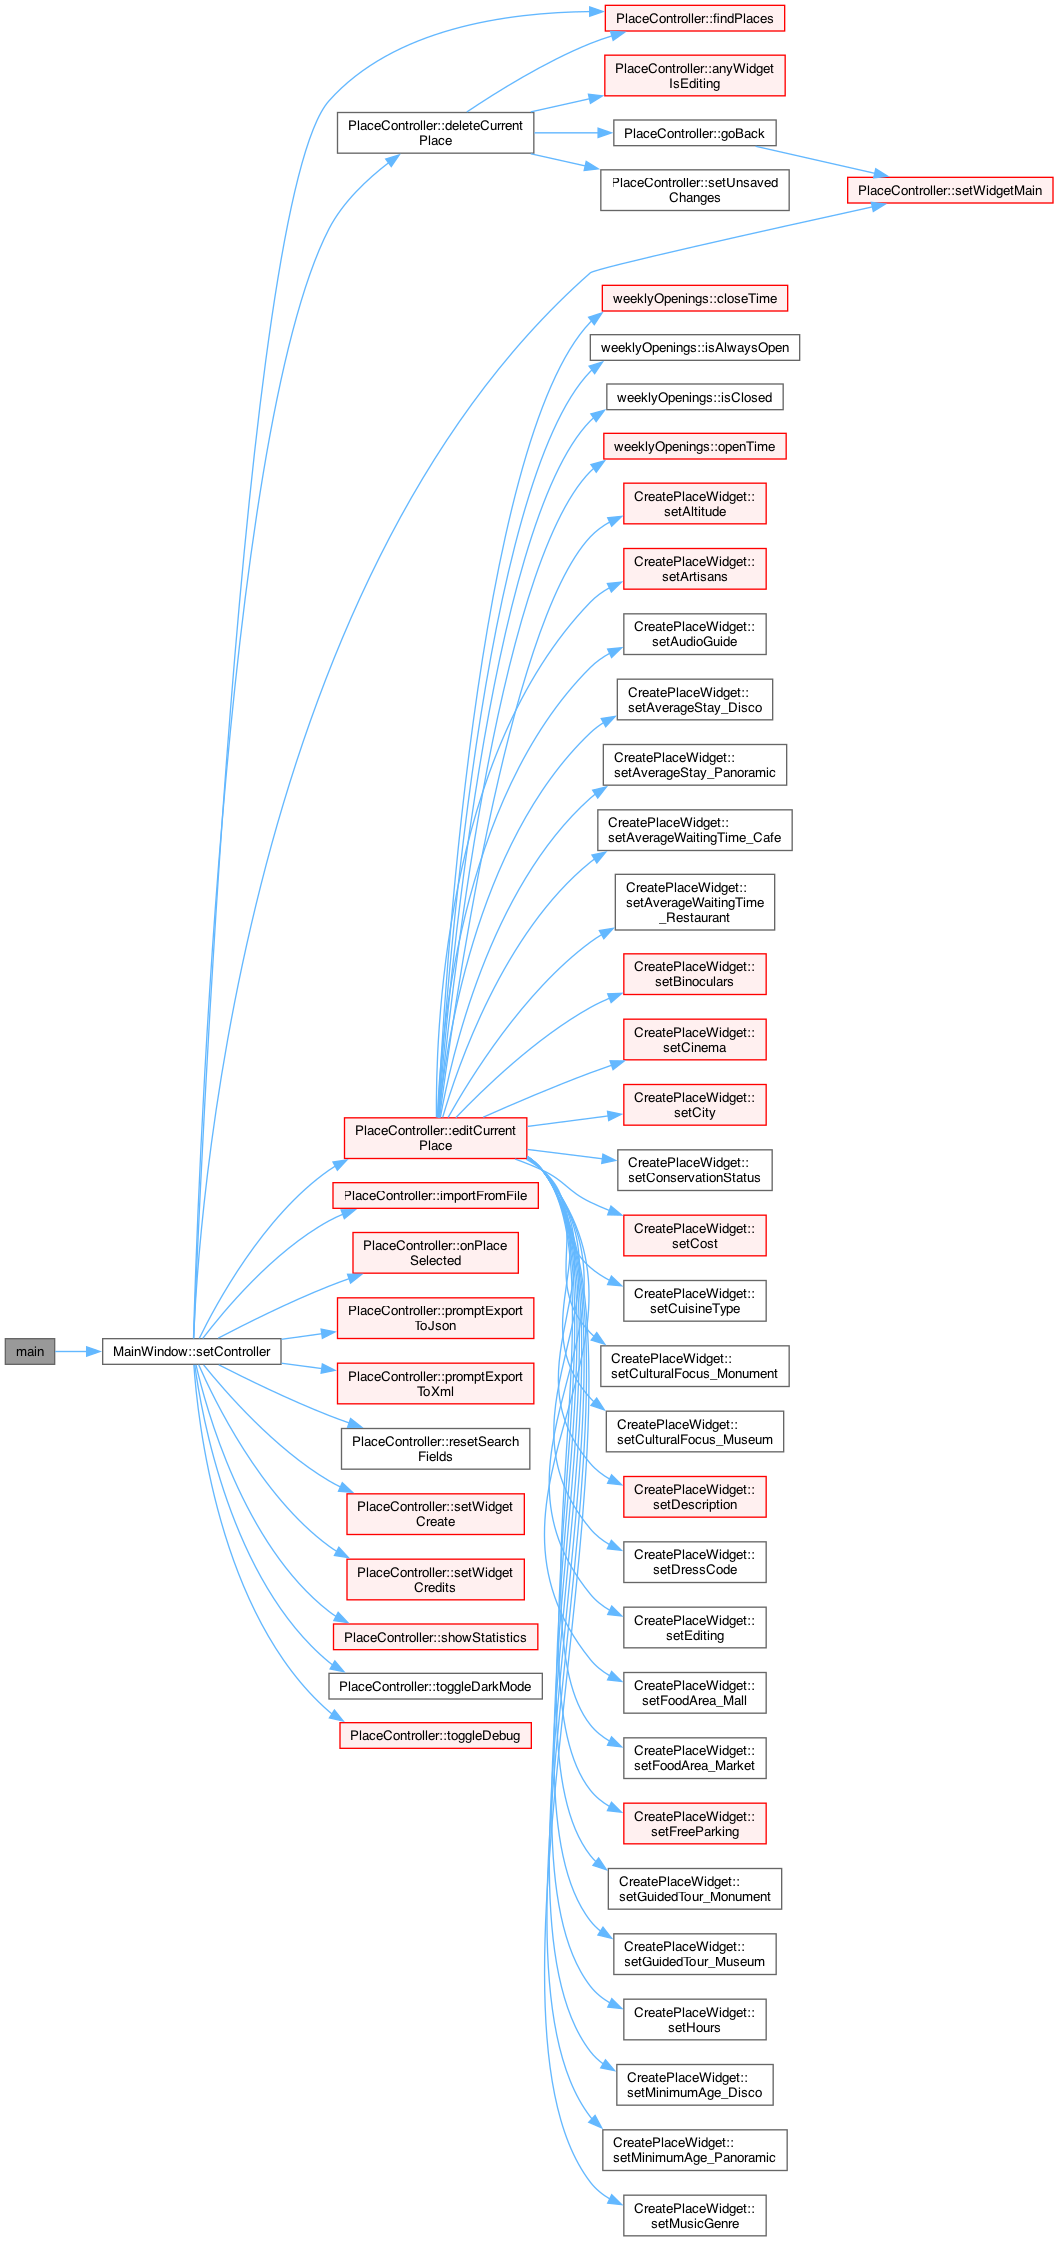 PlaceController::findPlaces
PlaceController::anyWidget
IsEditing
PlaceController::deleteCurrent
Place
PlaceController::goBack
PlaceController::setUnsaved
Changes
PlaceController::setWidgetMain
weeklyOpenings::closeTime
weeklyOpenings::isAlwaysOpen
weeklyOpenings::isClosed
weeklyOpenings::openTime
CreatePlaceWidget::
setAltitude
CreatePlaceWidget::
setArtisans
CreatePlaceWidget::
setAudioGuide
CreatePlaceWidget::
setAverageStay_Disco
CreatePlaceWidget::
setAverageStay_Panoramic
CreatePlaceWidget::
setAverageWaitingTime_Cafe
CreatePlaceWidget::
setAverageWaitingTime
_Restaurant
CreatePlaceWidget::
setBinoculars
CreatePlaceWidget::
setCinema
CreatePlaceWidget::
setCity
PlaceController::editCurrent
Place
CreatePlaceWidget::
setConservationStatus
PlaceController::importFromFile
CreatePlaceWidget::
setCost
PlaceController::onPlace
Selected
CreatePlaceWidget::
setCuisineType
PlaceController::promptExport
ToJson
main
MainWindow::setController
CreatePlaceWidget::
setCulturalFocus_Monument
PlaceController::promptExport
ToXml
CreatePlaceWidget::
setCulturalFocus_Museum
PlaceController::resetSearch
Fields
CreatePlaceWidget::
setDescription
PlaceController::setWidget
Create
CreatePlaceWidget::
setDressCode
PlaceController::setWidget
Credits
CreatePlaceWidget::
setEditing
PlaceController::showStatistics
CreatePlaceWidget::
setFoodArea_Mall
PlaceController::toggleDarkMode
PlaceController::toggleDebug
CreatePlaceWidget::
setFoodArea_Market
CreatePlaceWidget::
setFreeParking
CreatePlaceWidget::
setGuidedTour_Monument
CreatePlaceWidget::
setGuidedTour_Museum
CreatePlaceWidget::
setHours
CreatePlaceWidget::
setMinimumAge_Disco
CreatePlaceWidget::
setMinimumAge_Panoramic
CreatePlaceWidget::
setMusicGenre